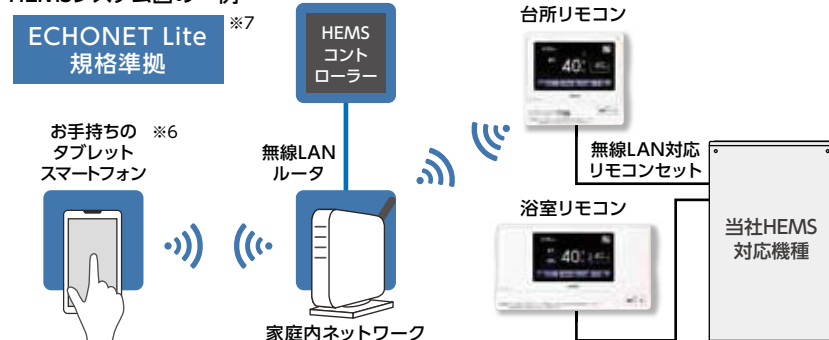 HEMSシステム図の一例
ECHONET Lite
規格準拠
※7
HEMS
コント
ローラー
台所リモコン
40
お手持ちの ※6
タブレット
スマートフォン
無線LAN
ルータ
無線LAN対応
リモコンセット
浴室リモコン
40
当社HEMS
対応機種
家庭内ネットワーク